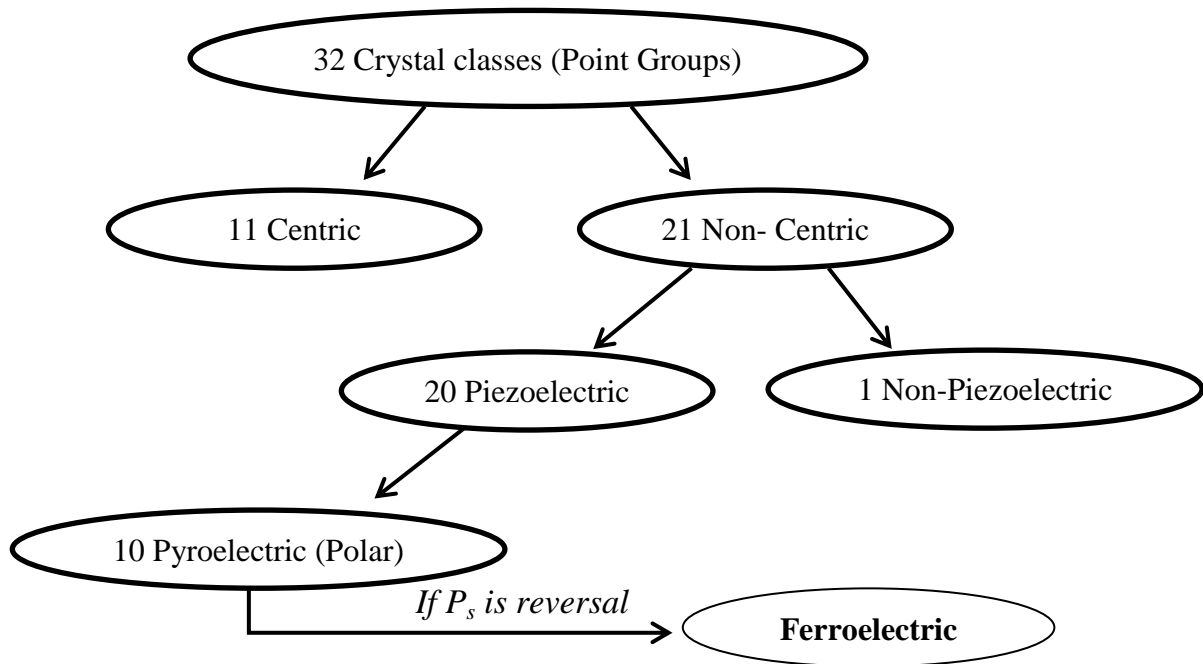 32 Crystal classes (Point Groups)
11 Centric
21 Non- Centric
20 Piezoelectric
1 Non-Piezoelectric
10 Pyroelectric (Polar)
If Pₛ is reversal
Ferroelectric